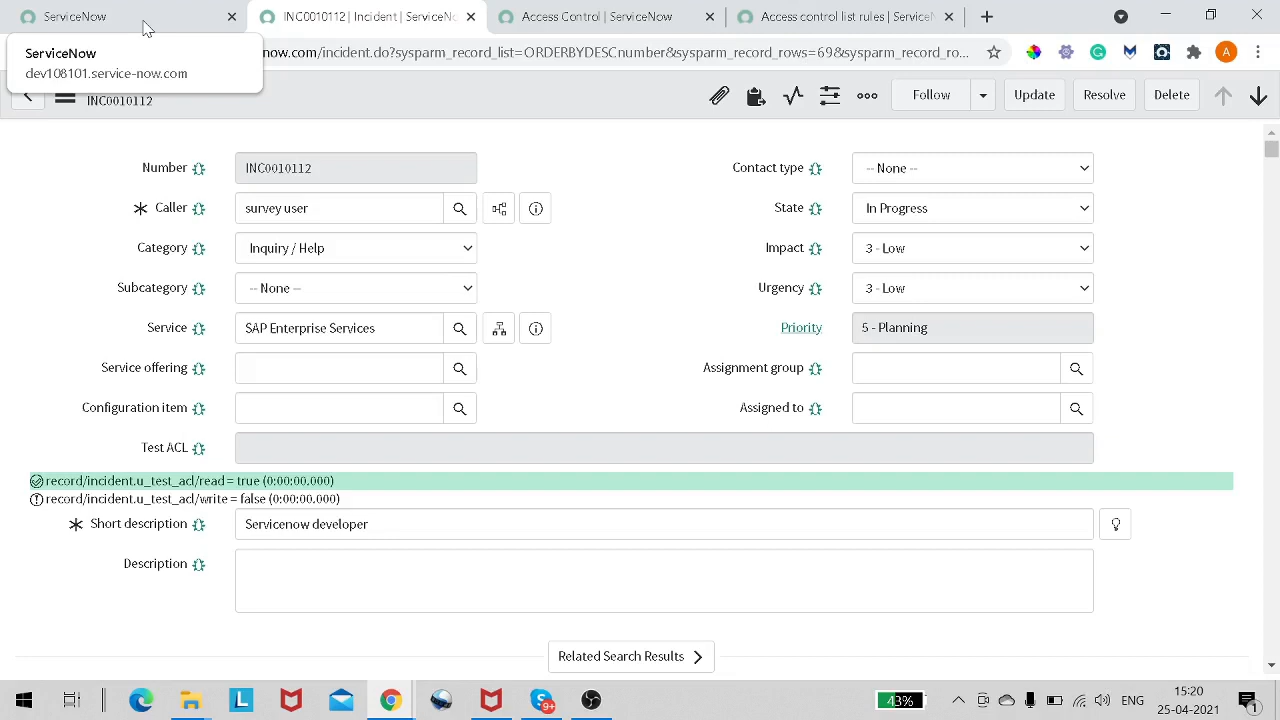 ServiceNow
INC0010112 | Incident | ServiceNo
Access Control | ServiceNow
Access control list rules | Service
ServiceNow
dev108101.service-now.com
now.com/incident.do?sysparm_record_list=ORDERBYDESCnumber&sysparm_record_rows=69&sysparm_record_ro...
A
INC0010112
Follow
Update
Resolve
Delete
Number
INC0010112
Contact type
-- None --
Caller
survey user
State
In Progress
Category
Inquiry / Help
Impact
3 - Low
Subcategory
-- None --
Urgency
3 - Low
Service
SAP Enterprise Services
Priority
5 - Planning
Service offering
Assignment group
Configuration item
Assigned to
Test ACL
record/incident.u_test_acl/read = true (0:00:00.000)
record/incident.u_test_acl/write = false (0:00:00.000)
Short description
Servicenow developer
Description
Related Search Results
L
9+
43%
ENG
15:20
25-04-2021
1